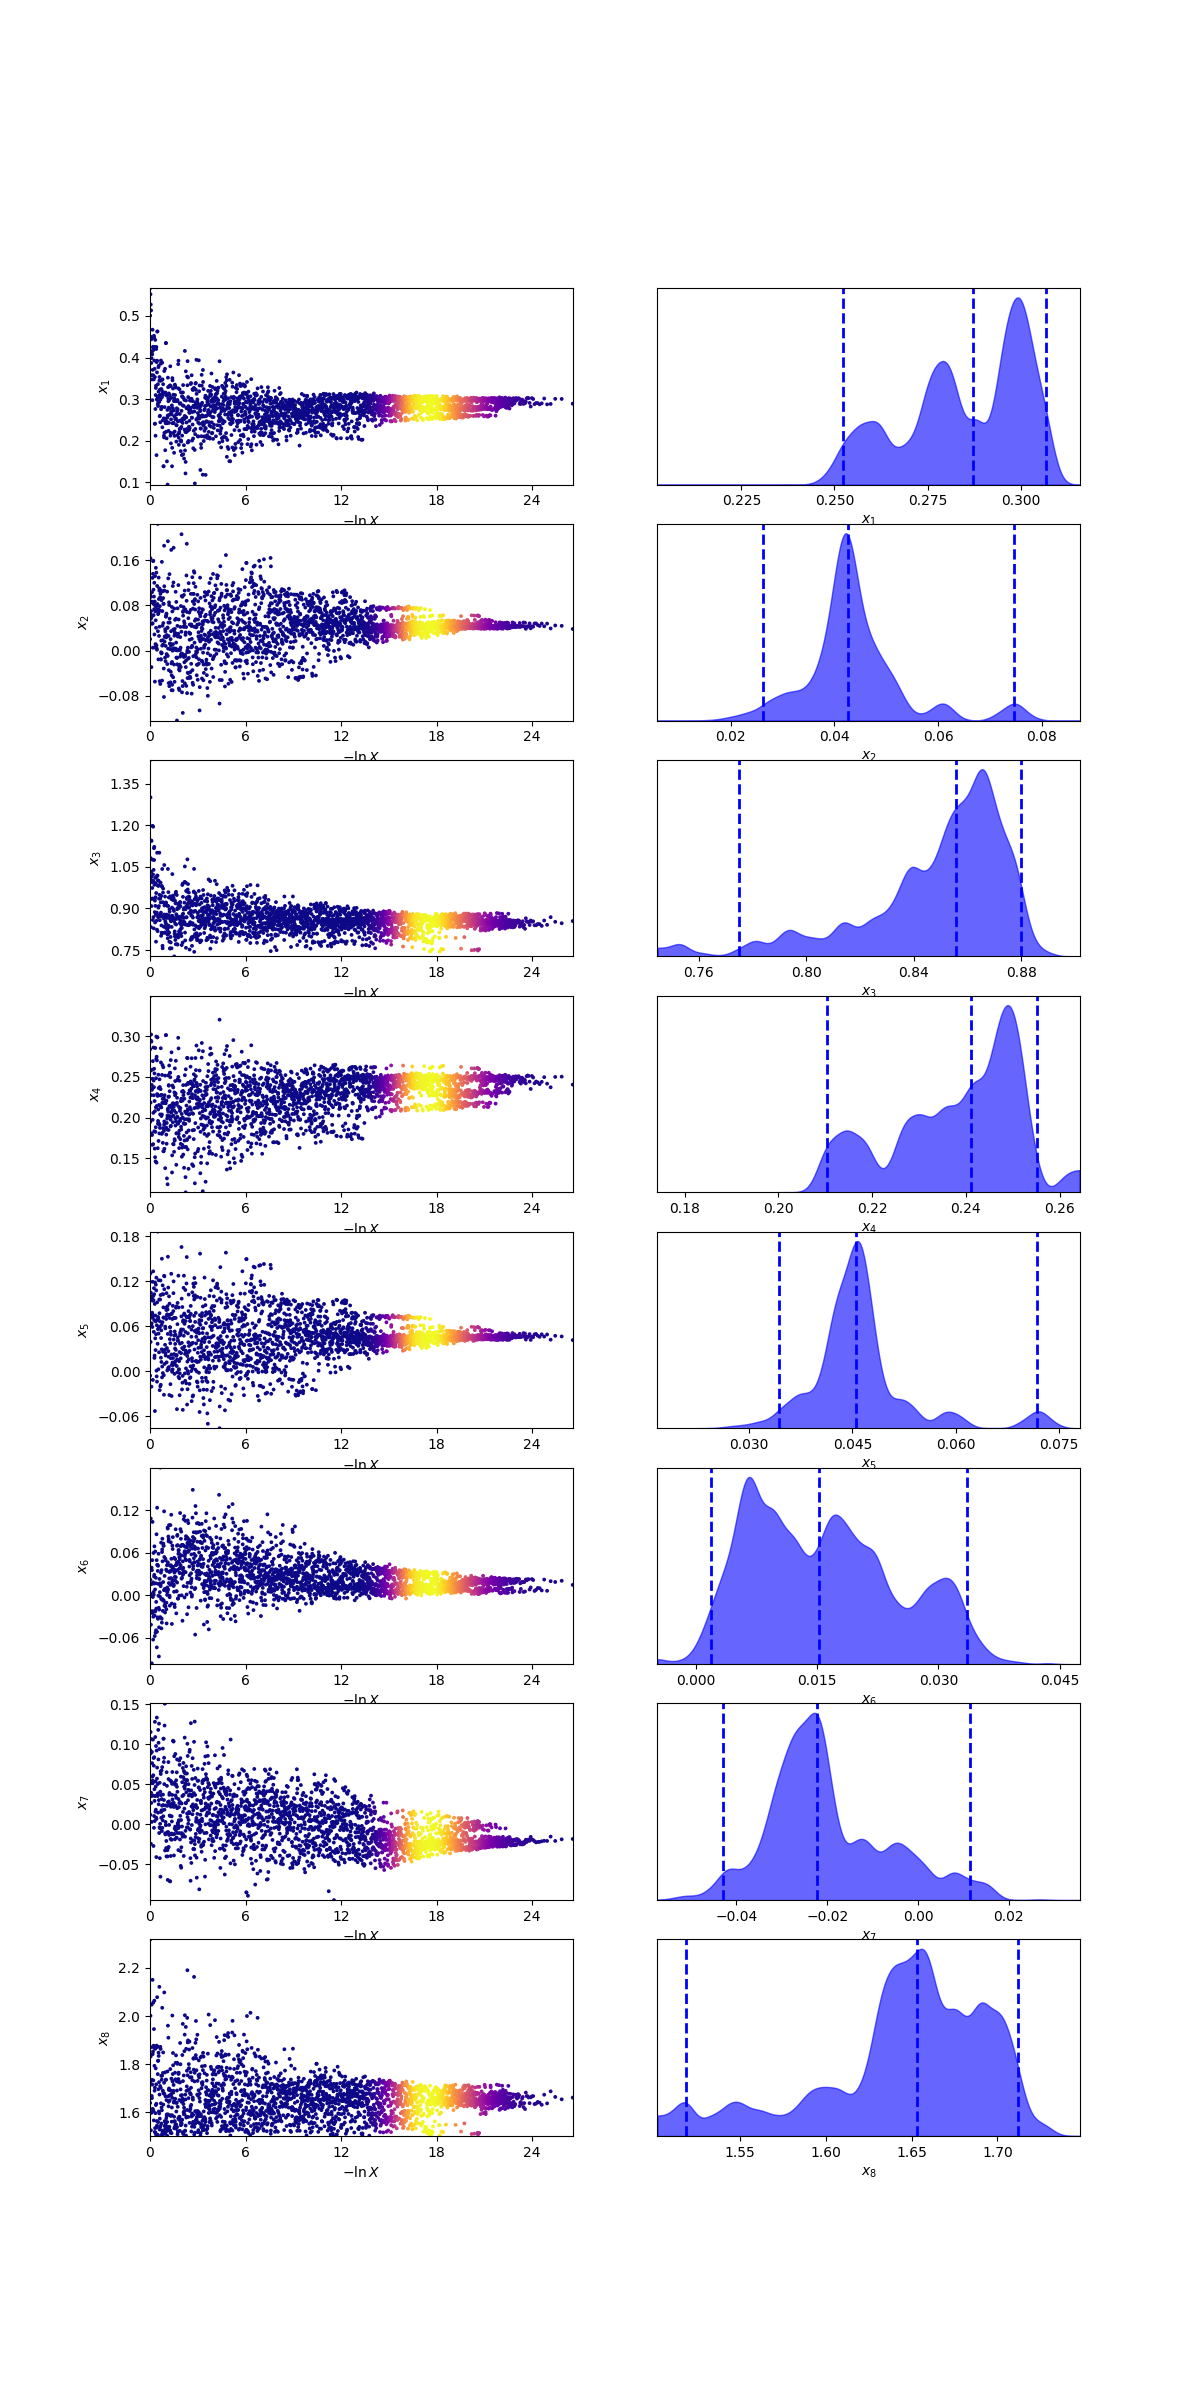 0.5
0.4
0.3
0.2
0.1
x₁
0 6 12 18 24
−ln X
0.225 0.250 0.275 0.300
x₁
0.16
0.08
0.00
−0.08
x₂
0 6 12 18 24
−ln X
0.02 0.04 0.06 0.08
x₂
1.35
1.20
1.05
0.90
0.75
x₃
0 6 12 18 24
−ln X
0.76 0.80 0.84 0.88
x₃
0.30
0.25
0.20
0.15
x₄
0 6 12 18 24
−ln X
0.18 0.20 0.22 0.24 0.26
x₄
0.18
0.12
0.06
0.00
−0.06
x₅
0 6 12 18 24
−ln X
0.030 0.045 0.060 0.075
x₅
0.12
0.06
0.00
−0.06
x₆
0 6 12 18 24
−ln X
0.000 0.015 0.030 0.045
x₆
0.15
0.10
0.05
0.00
−0.05
x₇
0 6 12 18 24
−ln X
−0.04 −0.02 0.00 0.02
x₇
2.2
2.0
1.8
1.6
x₈
0 6 12 18 24
−ln X
1.55 1.60 1.65 1.70
x₈